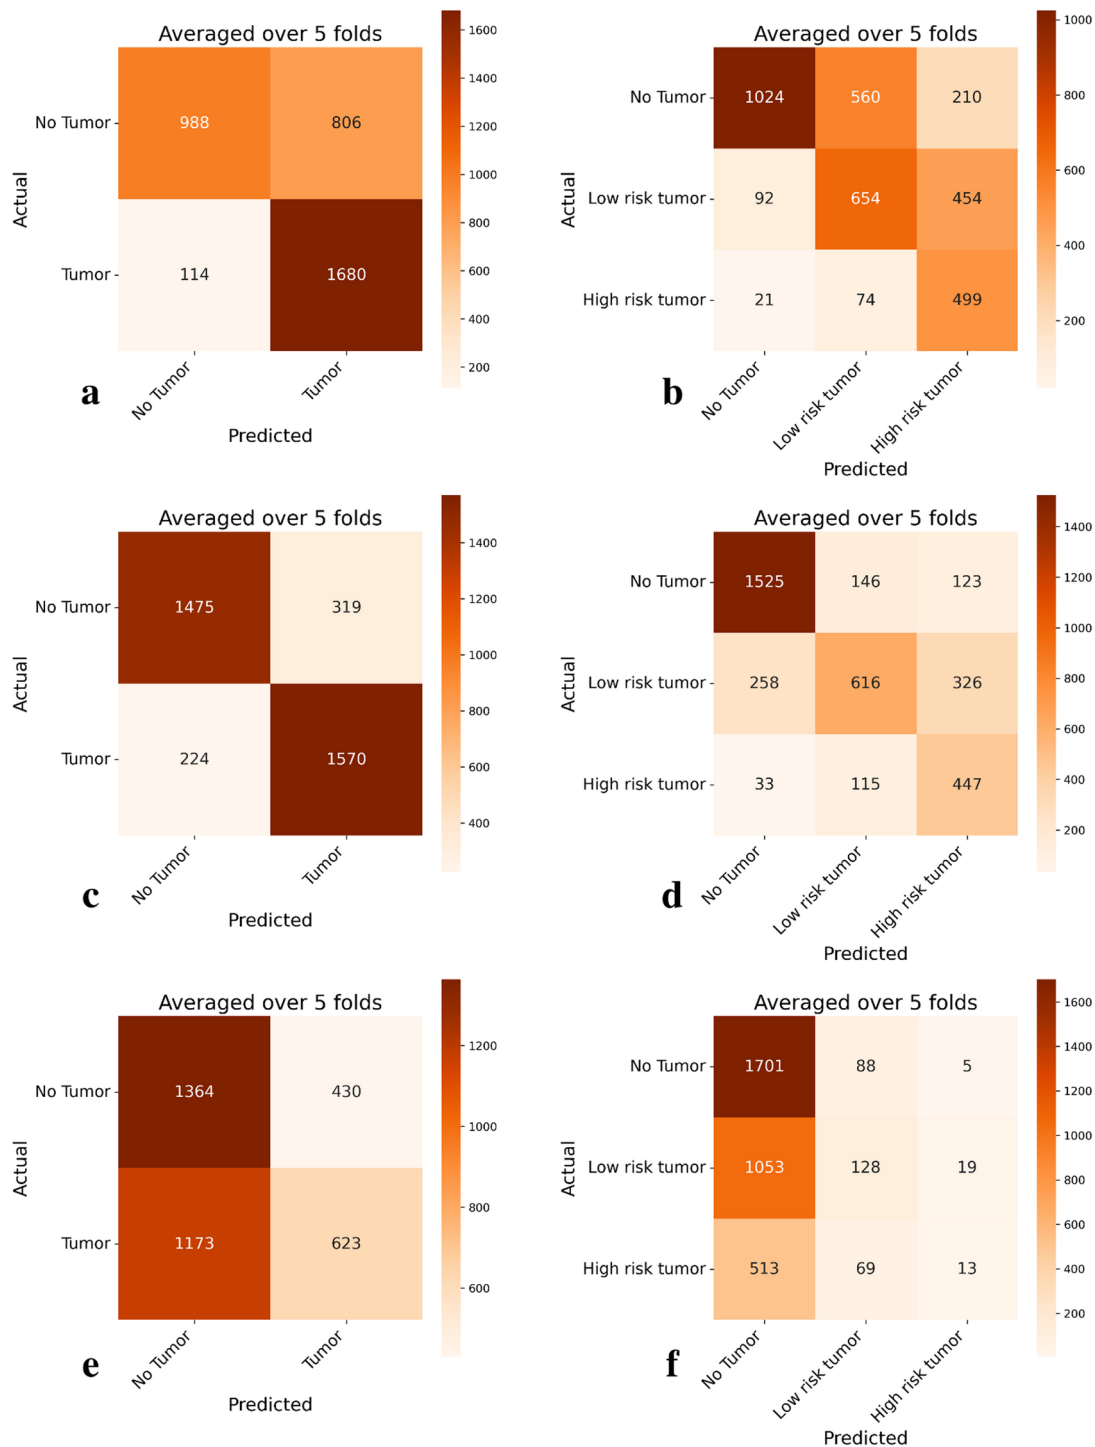 Averaged over 5 folds
Actual
No Tumor
988 806
Tumor
114 1680
No Tumor
Tumor
Predicted
1600
1400
1200
1000
800
600
400
200
a
Averaged over 5 folds
Actual
No Tumor
1024 560 210
Low risk tumor
92 654 454
High risk tumor
21 74 499
No Tumor
Low risk tumor
High risk tumor
Predicted
1000
800
600
400
200
b
Averaged over 5 folds
Actual
No Tumor
1475 319
Tumor
224 1570
No Tumor
Tumor
Predicted
1400
1200
1000
800
600
400
c
Averaged over 5 folds
Actual
No Tumor
1525 146 123
Low risk tumor
258 616 326
High risk tumor
33 115 447
No Tumor
Low risk tumor
High risk tumor
Predicted
1400
1200
1000
800
600
400
200
d
Averaged over 5 folds
Actual
No Tumor
1364 430
Tumor
1173 623
No Tumor
Tumor
Predicted
1200
1000
800
600
e
Averaged over 5 folds
Actual
No Tumor
1701 88 5
Low risk tumor
1053 128 19
High risk tumor
513 69 13
No Tumor
Low risk tumor
High risk tumor
Predicted
1600
1400
1200
1000
800
600
400
200
f